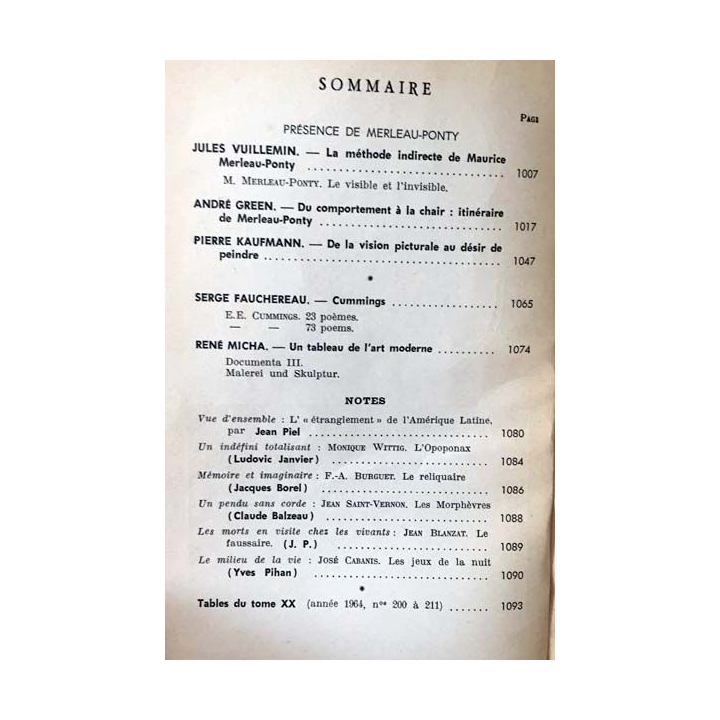 SOMMAIRE
PAGE
PRÉSENCE DE MERLEAU-PONTY
JULES VUILLEMIN. — La méthode indirecte de Maurice
Merleau-Ponty .............................. 1007
M. MERLEAU-PONTY. Le visible et l'invisible.
ANDRÉ GREEN. — Du comportement à la chair : itinéraire
de Merleau-Ponty .............................. 1017
PIERRE KAUFMANN. — De la vision picturale au désir de
peindre .............................. 1047
SERGE FAUCHEREAU. — Cummings .............. 1065
E.E. CUMMINGS. 23 poèmes.
— — 73 poems.
RENÉ MICHA. — Un tableau de l'art moderne .......... 1074
Documenta III.
Malerei und Skulptur.
NOTES
Vue d'ensemble : L' « étranglement » de l'Amérique Latine,
par Jean Piel .............................. 1080
Un indéfini totalisant : MONIQUE WITTIG. L'Opoponax
(Ludovic Janvier) .............................. 1084
Mémoire et imaginaire : F.-A. BURGUET. Le reliquaire
(Jacques Borel) .............................. 1086
Un pendu sans corde : JEAN SAINT-VERNON. Les Morphèvres
(Claude Balzeau) .............................. 1088
Les morts en visite chez les vivants : JEAN BLANZAT. Le
faussaire. (J. P.) .............................. 1089
Le milieu de la vie : JOSÉ CABANIS. Les jeux de la nuit
(Yves Pihan) .............................. 1090
Tables du tome XX (année 1964, nos 200 à 211) ....... 1093